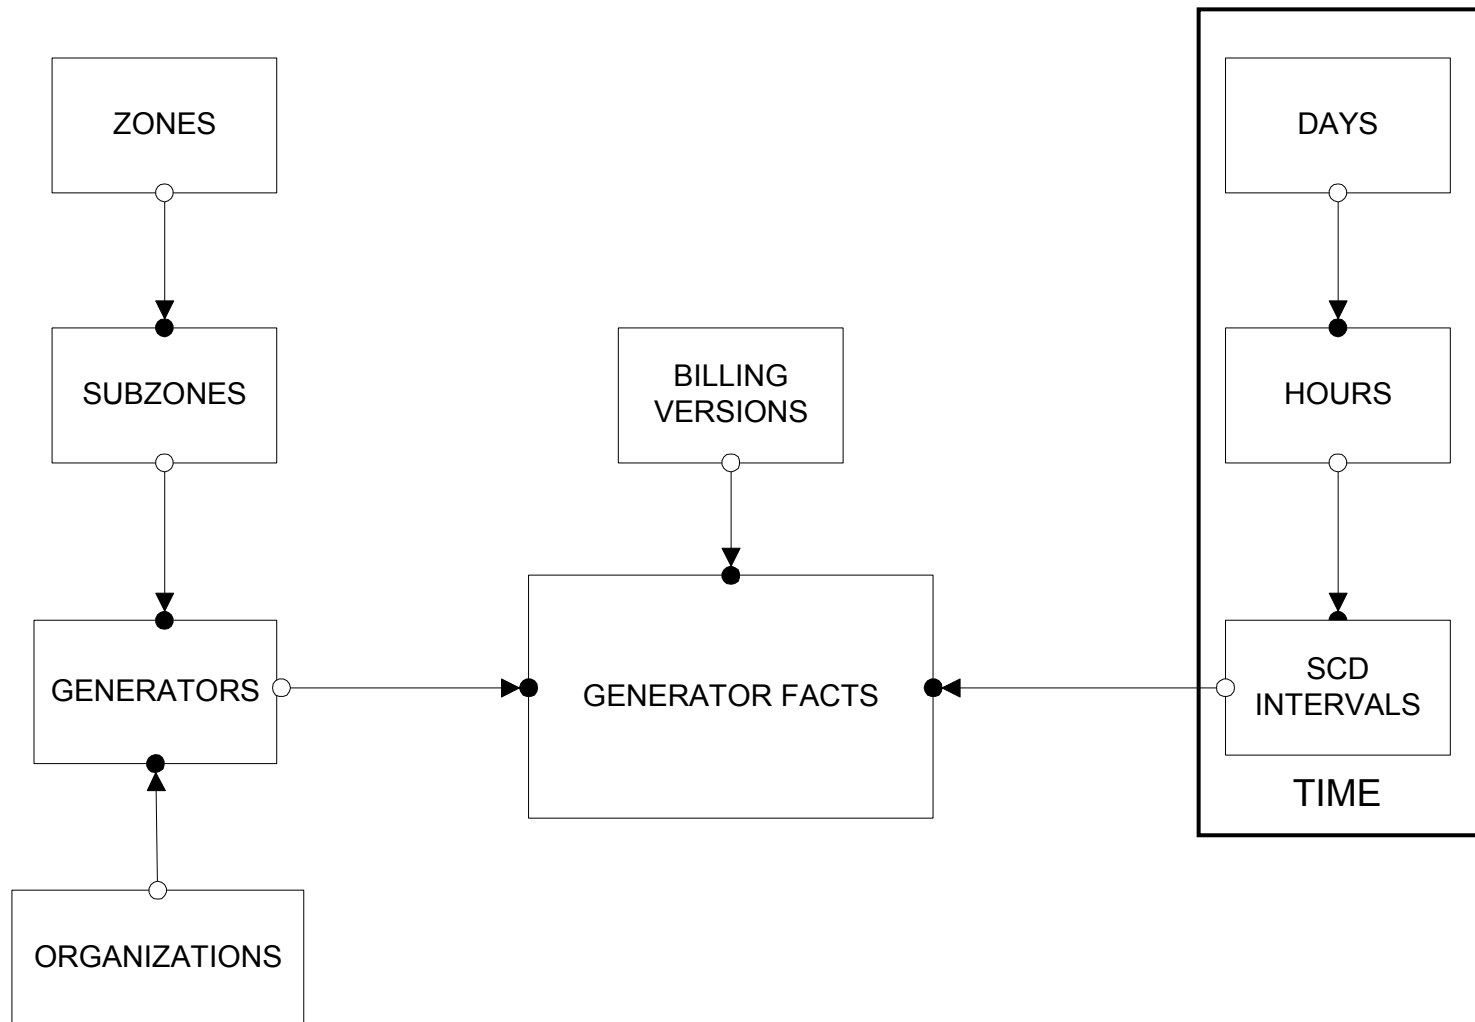 ZONES
DAYS
SUBZONES
BILLING
VERSIONS
HOURS
GENERATORS
GENERATOR FACTS
SCD
INTERVALS
TIME
ORGANIZATIONS